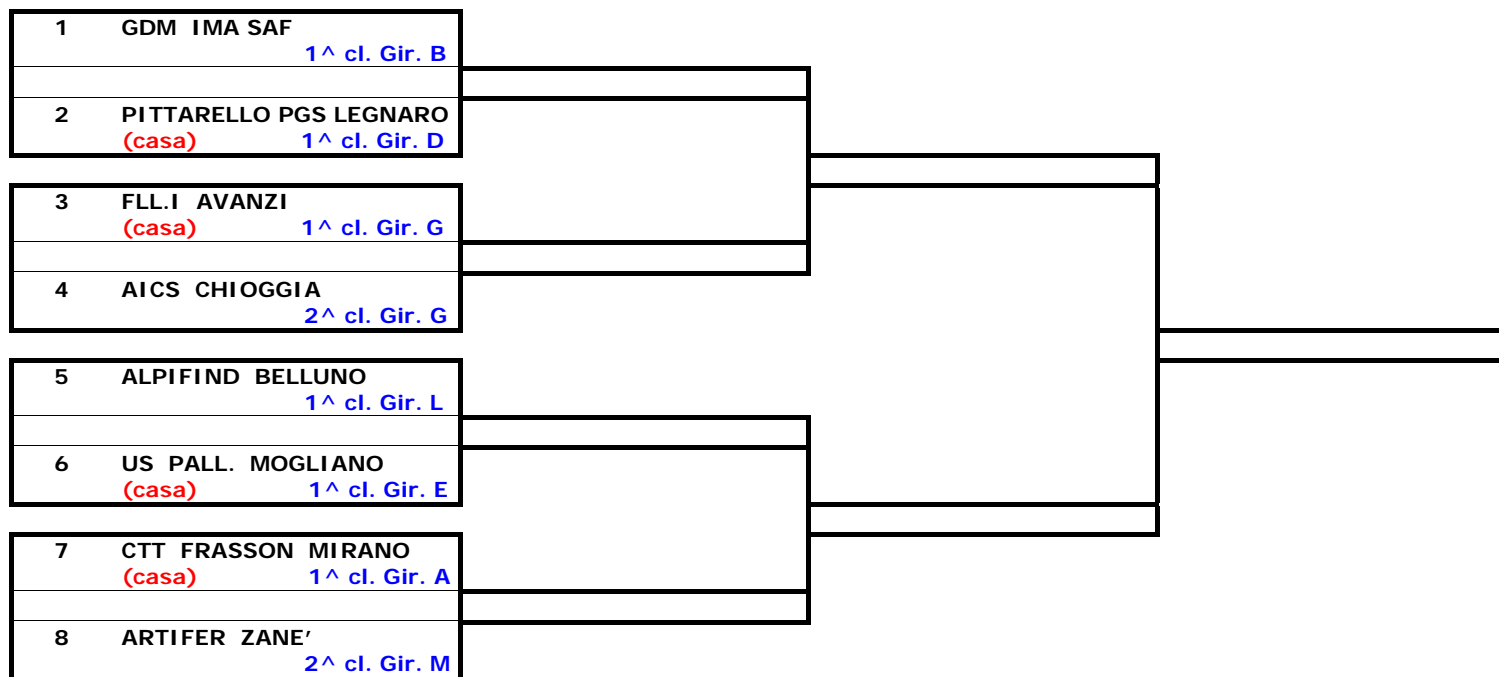 1 GDM IMA SAF
1^ cl. Gir. B
2 PITTARELLO PGS LEGNARO
(casa) 1^ cl. Gir. D
3 FLL.I AVANZI
(casa) 1^ cl. Gir. G
4 AICS CHIOGGIA
2^ cl. Gir. G
5 ALPIFIND BELLUNO
1^ cl. Gir. L
6 US PALL. MOGLIANO
(casa) 1^ cl. Gir. E
7 CTT FRASSON MIRANO
(casa) 1^ cl. Gir. A
8 ARTIFER ZANE’
2^ cl. Gir. M